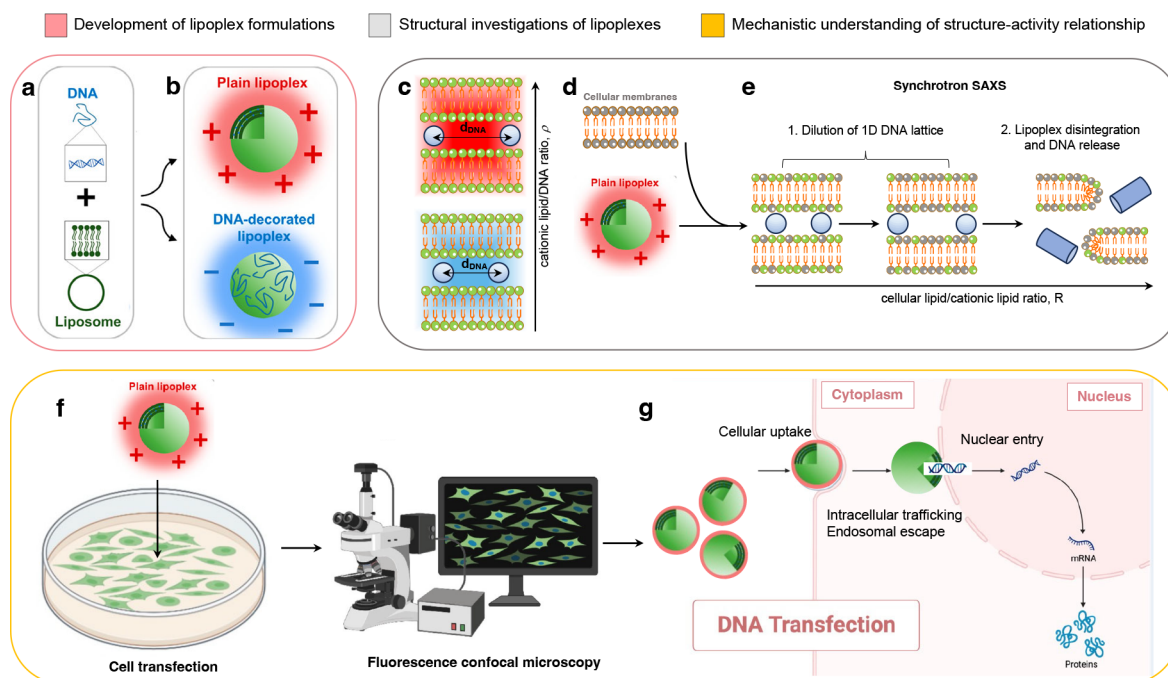 Development of lipoplex formulations
Structural investigations of lipoplexes
Mechanistic understanding of structure-activity relationship
a
DNA
+
Liposome
b
Plain lipoplex
+
+
+
+
+
+
DNA-decorated
lipoplex
c
dDNA
dDNA
cationic lipid/DNA ratio, ρ
d
Cellular membranes
Plain lipoplex
+
+
+
+
+
e
Synchrotron SAXS
1. Dilution of 1D DNA lattice
2. Lipoplex disintegration
and DNA release
cellular lipid/cationic lipid ratio, R
f
Plain lipoplex
+
+
+
+
+
Cell transfection
Fluorescence confocal microscopy
g
Cytoplasm
Nucleus
Cellular uptake
Nuclear entry
Intracellular trafficking
Endosomal escape
mRNA
Proteins
DNA Transfection